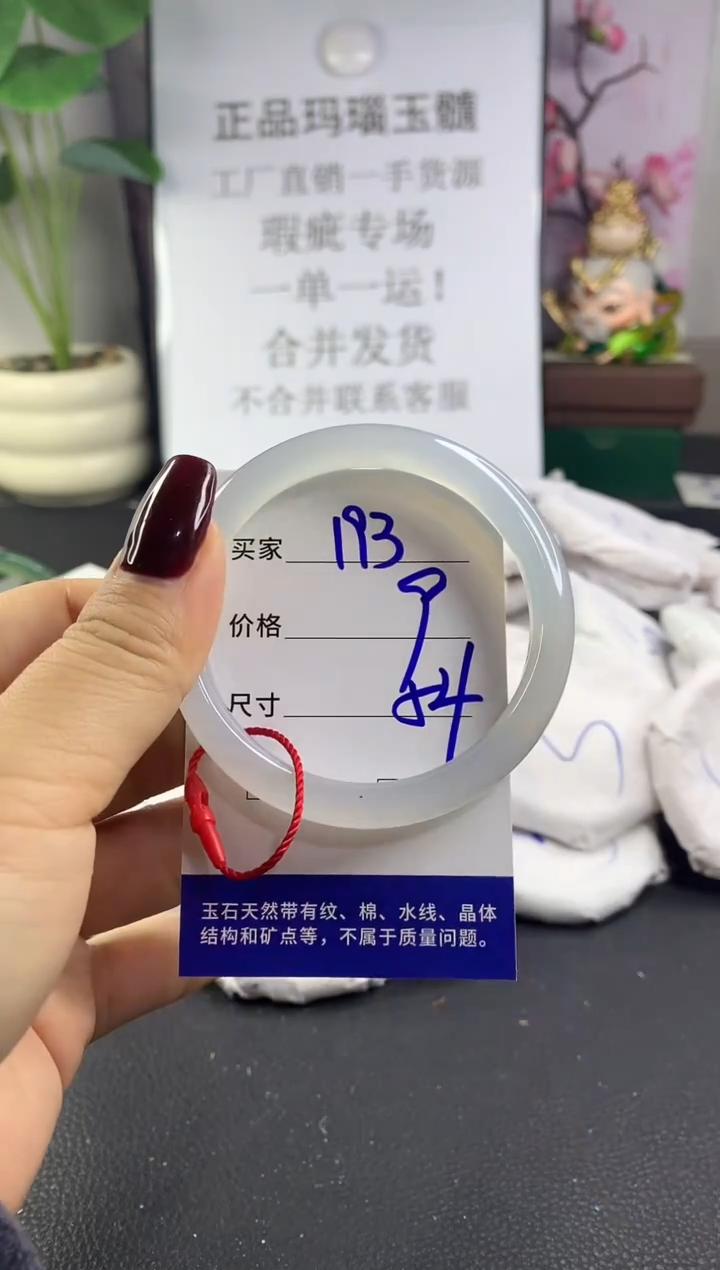 正品玛瑙玉髓
工厂直销一手货源
瑕疵专场
一单一运！
合并发货
不合并联系客服
买家 193
价格
尺寸 54
玉石天然带有纹、棉、水线、晶体
结构和矿点等，不属于质量问题。